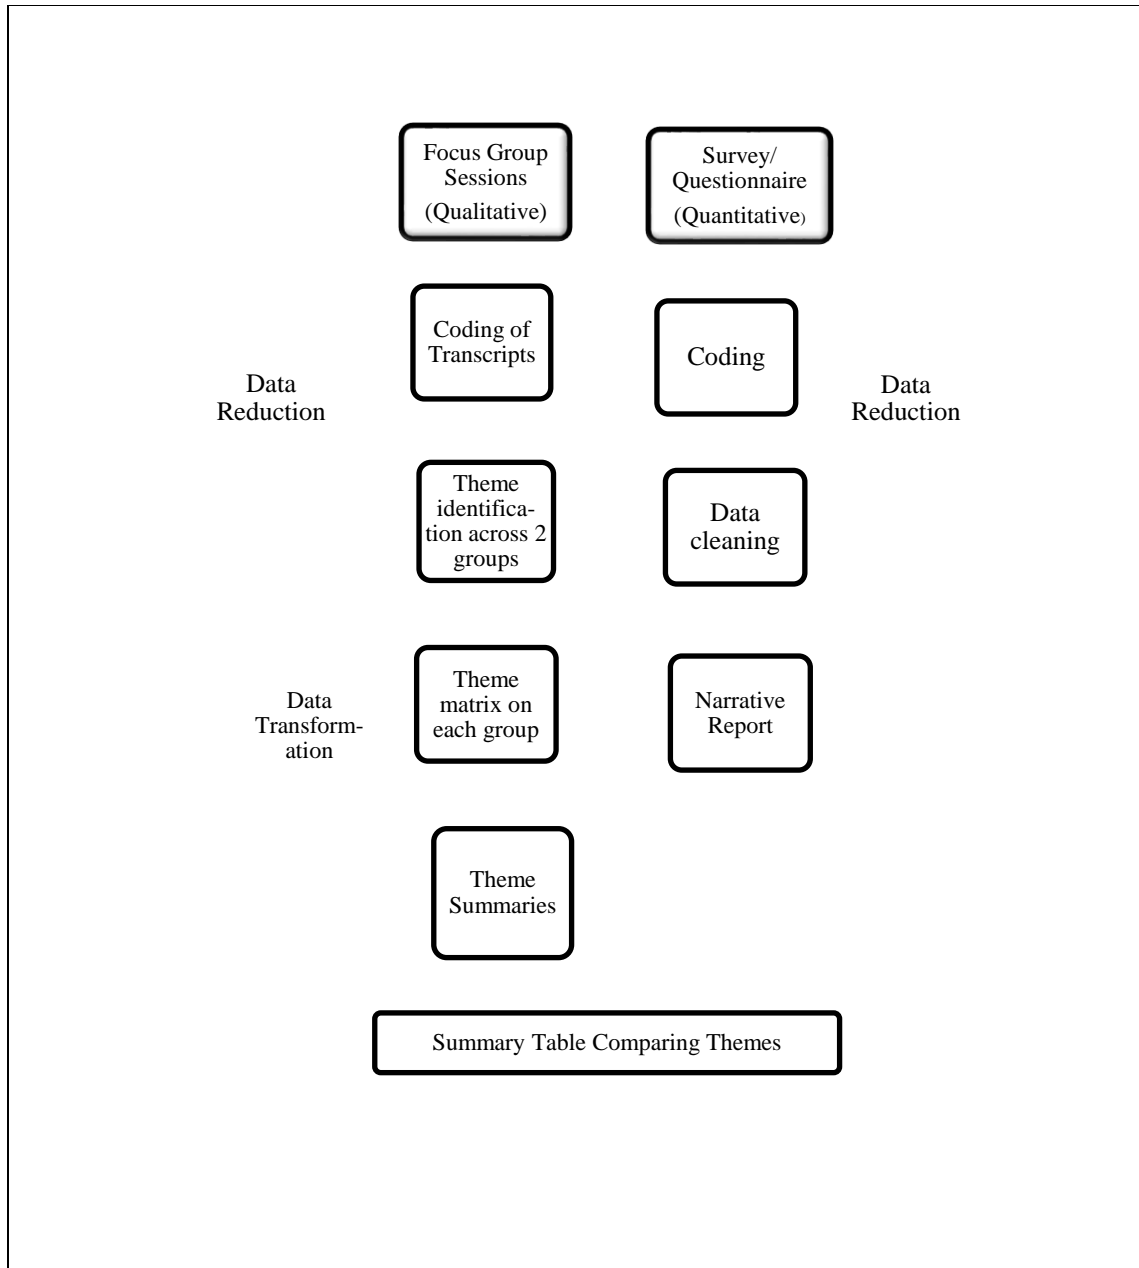 Focus Group
Sessions
(Qualitative)
Survey/
Questionnaire
(Quantitative)
Coding of
Transcripts
Coding
Data
Reduction
Data
Reduction
Theme
identifica-
tion across 2
groups
Data
cleaning
Theme
matrix on
each group
Narrative
Report
Data
Transform-
ation
Theme
Summaries
Summary Table Comparing Themes